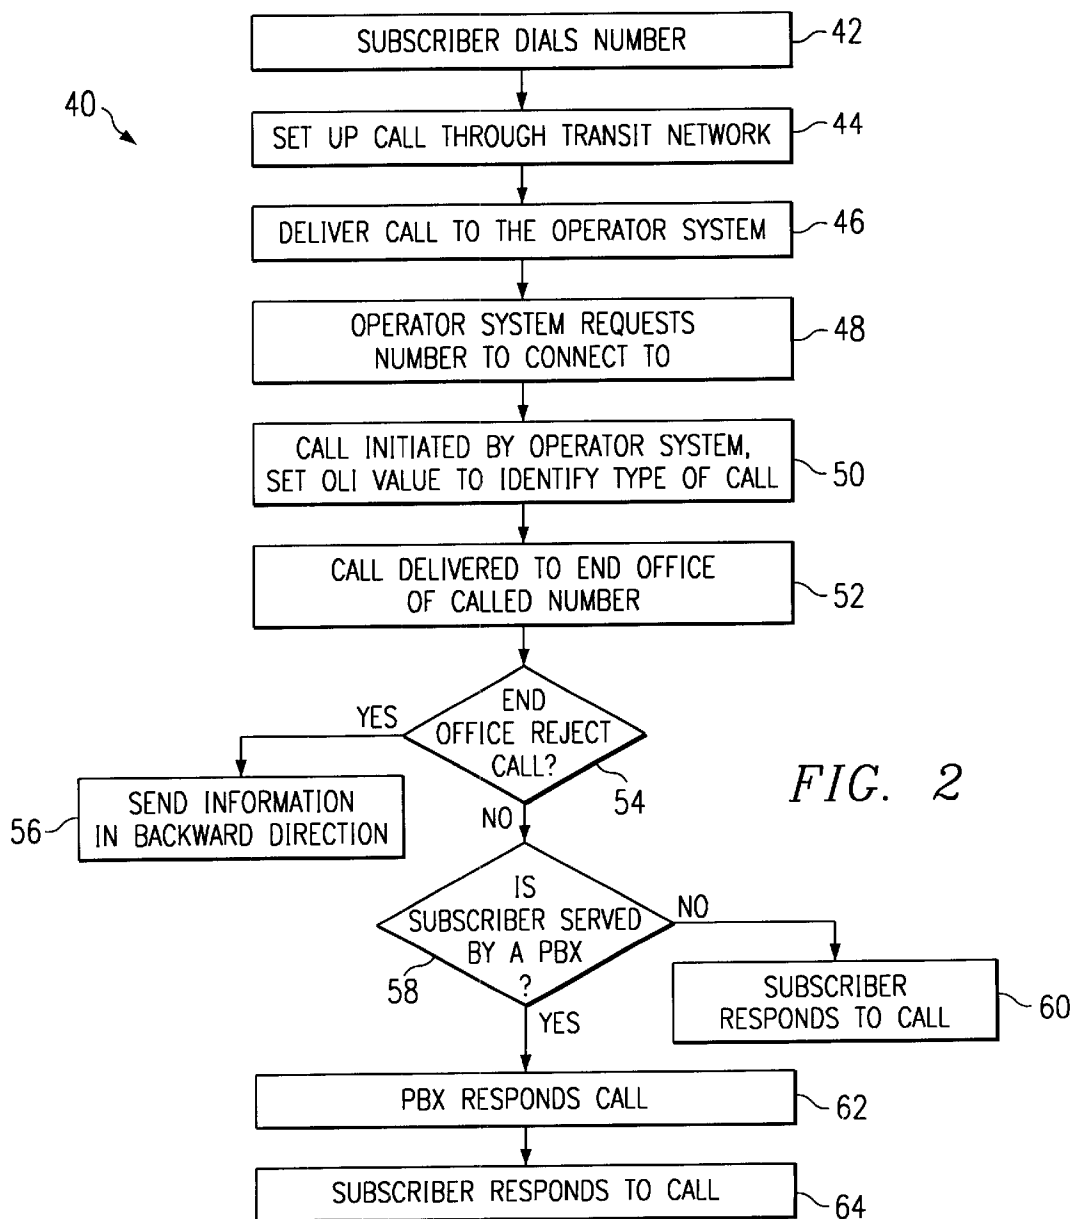 SUBSCRIBER DIALS NUMBER
42
40
SET UP CALL THROUGH TRANSIT NETWORK
44
DELIVER CALL TO THE OPERATOR SYSTEM
46
OPERATOR SYSTEM REQUESTS
NUMBER TO CONNECT TO
48
CALL INITIATED BY OPERATOR SYSTEM,
SET OLI VALUE TO IDENTIFY TYPE OF CALL
50
CALL DELIVERED TO END OFFICE
OF CALLED NUMBER
52
END
OFFICE REJECT
CALL?
54
YES
NO
SEND INFORMATION
IN BACKWARD DIRECTION
56
FIG. 2
IS
SUBSCRIBER SERVED
BY A PBX
?
58
NO
YES
SUBSCRIBER
RESPONDS TO CALL
60
PBX RESPONDS CALL
62
SUBSCRIBER RESPONDS TO CALL
64